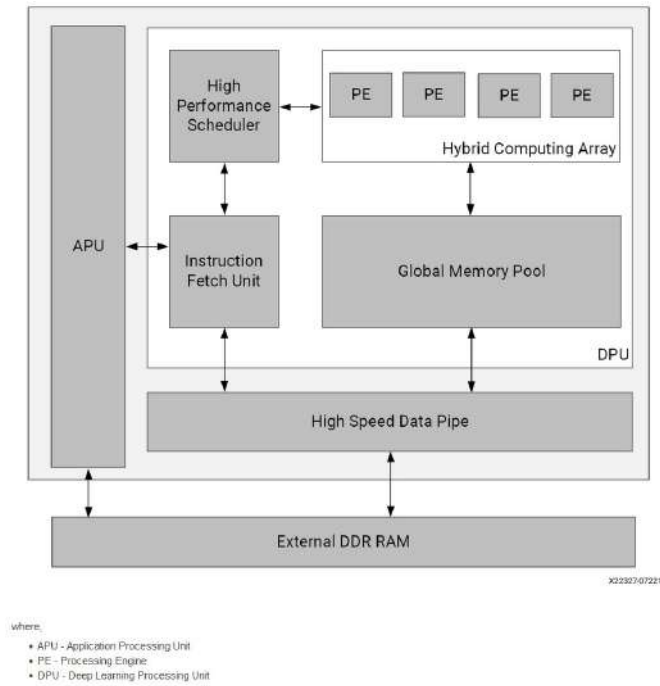 High
Performance
Scheduler
PE PE PE PE
Hybrid Computing Array
APU
Instruction
Fetch Unit
Global Memory Pool
DPU
High Speed Data Pipe
External DDR RAM
X22327-07221
where,
• APU - Application Processing Unit
• PE - Processing Engine
• DPU - Deep Learning Processing Unit